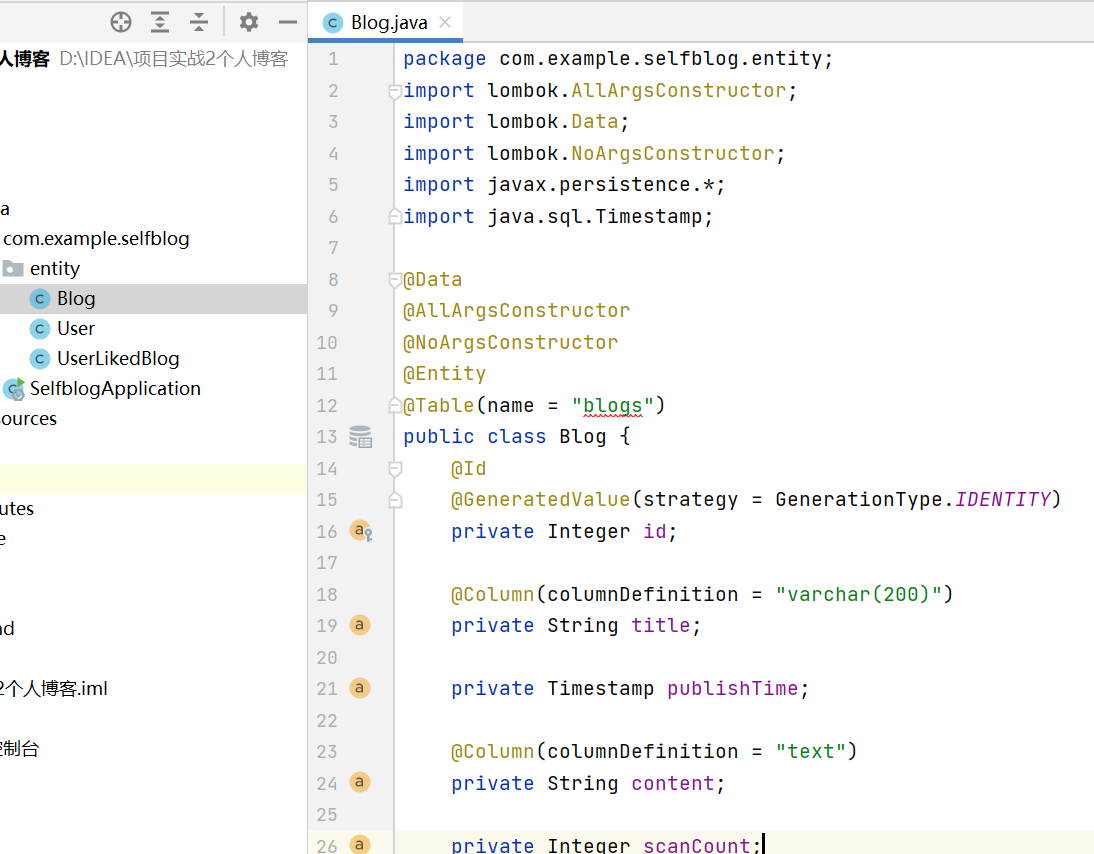 人博客 D:\IDEA\项目实战2个人博客
a
com.example.selfblog
entity
Blog
User
UserLikedBlog
SelfblogApplication
ources
utes
e
nd
2个人博客.iml
控制台
Blog.java
1 package com.example.selfblog.entity;
2 import lombok.AllArgsConstructor;
3 import lombok.Data;
4 import lombok.NoArgsConstructor;
5 import javax.persistence.*;
6 import java.sql.Timestamp;
7
8 @Data
9 @AllArgsConstructor
10 @NoArgsConstructor
11 @Entity
12 @Table(name = "blogs")
13 public class Blog {
14 @Id
15 @GeneratedValue(strategy = GenerationType.IDENTITY)
16 private Integer id;
17
18 @Column(columnDefinition = "varchar(200)")
19 private String title;
20
21 private Timestamp publishTime;
22
23 @Column(columnDefinition = "text")
24 private String content;
25
26 private Integer scanCount;